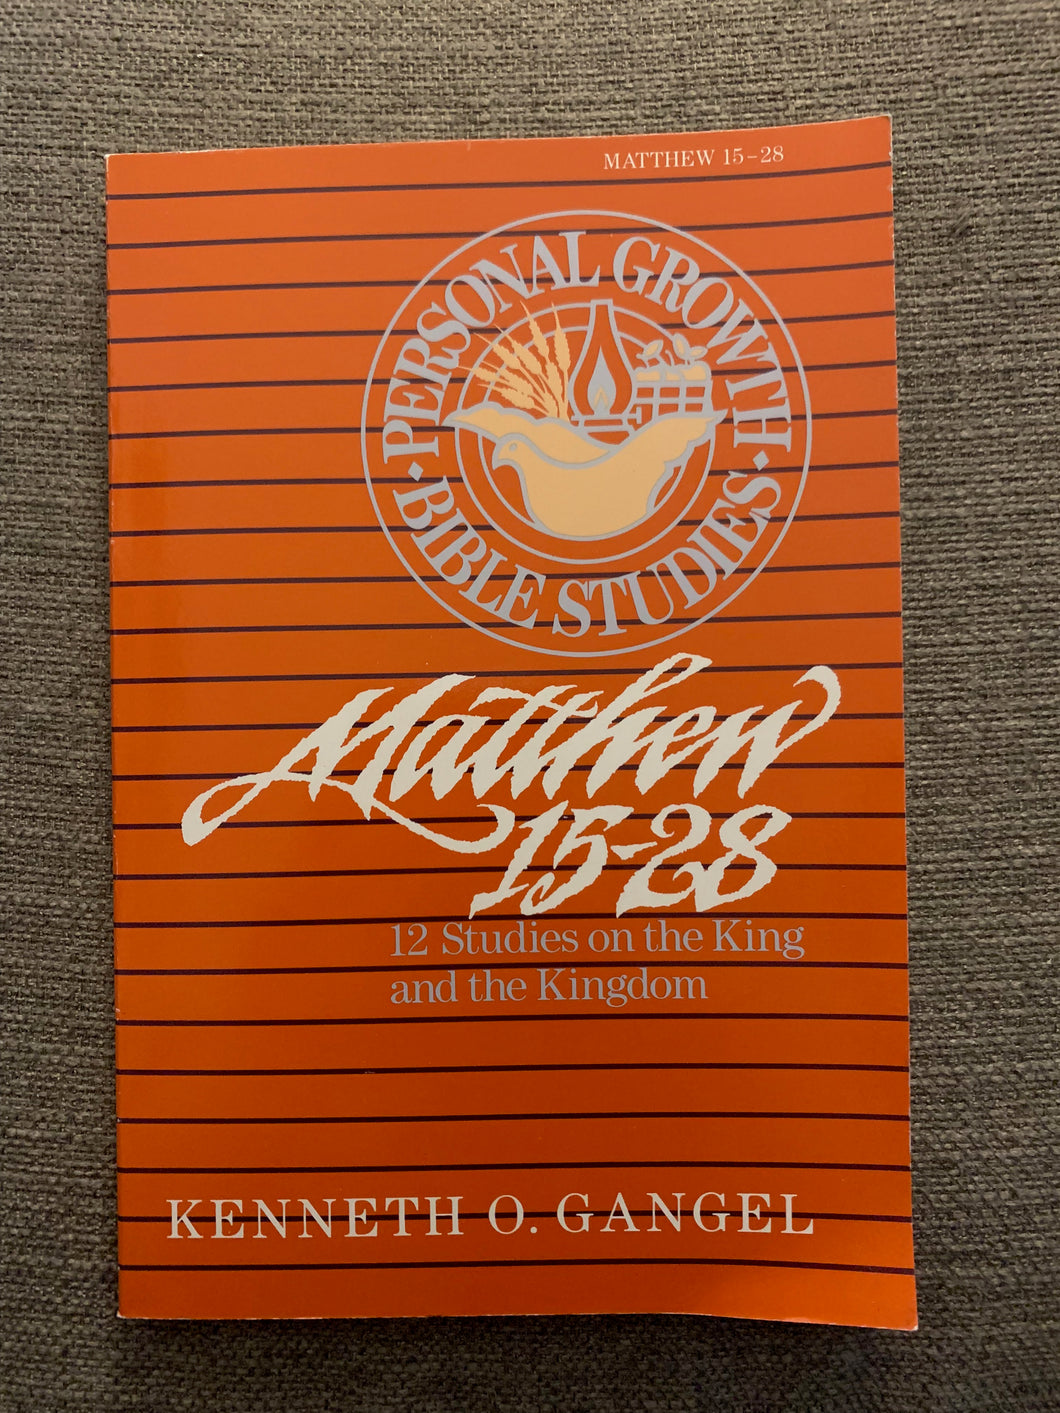 MATTHEW 15-28
PERSONAL GROWTH
· BIBLE STUDIES ·
Matthew
15-28
12 Studies on the King
and the Kingdom
KENNETH O. GANGEL